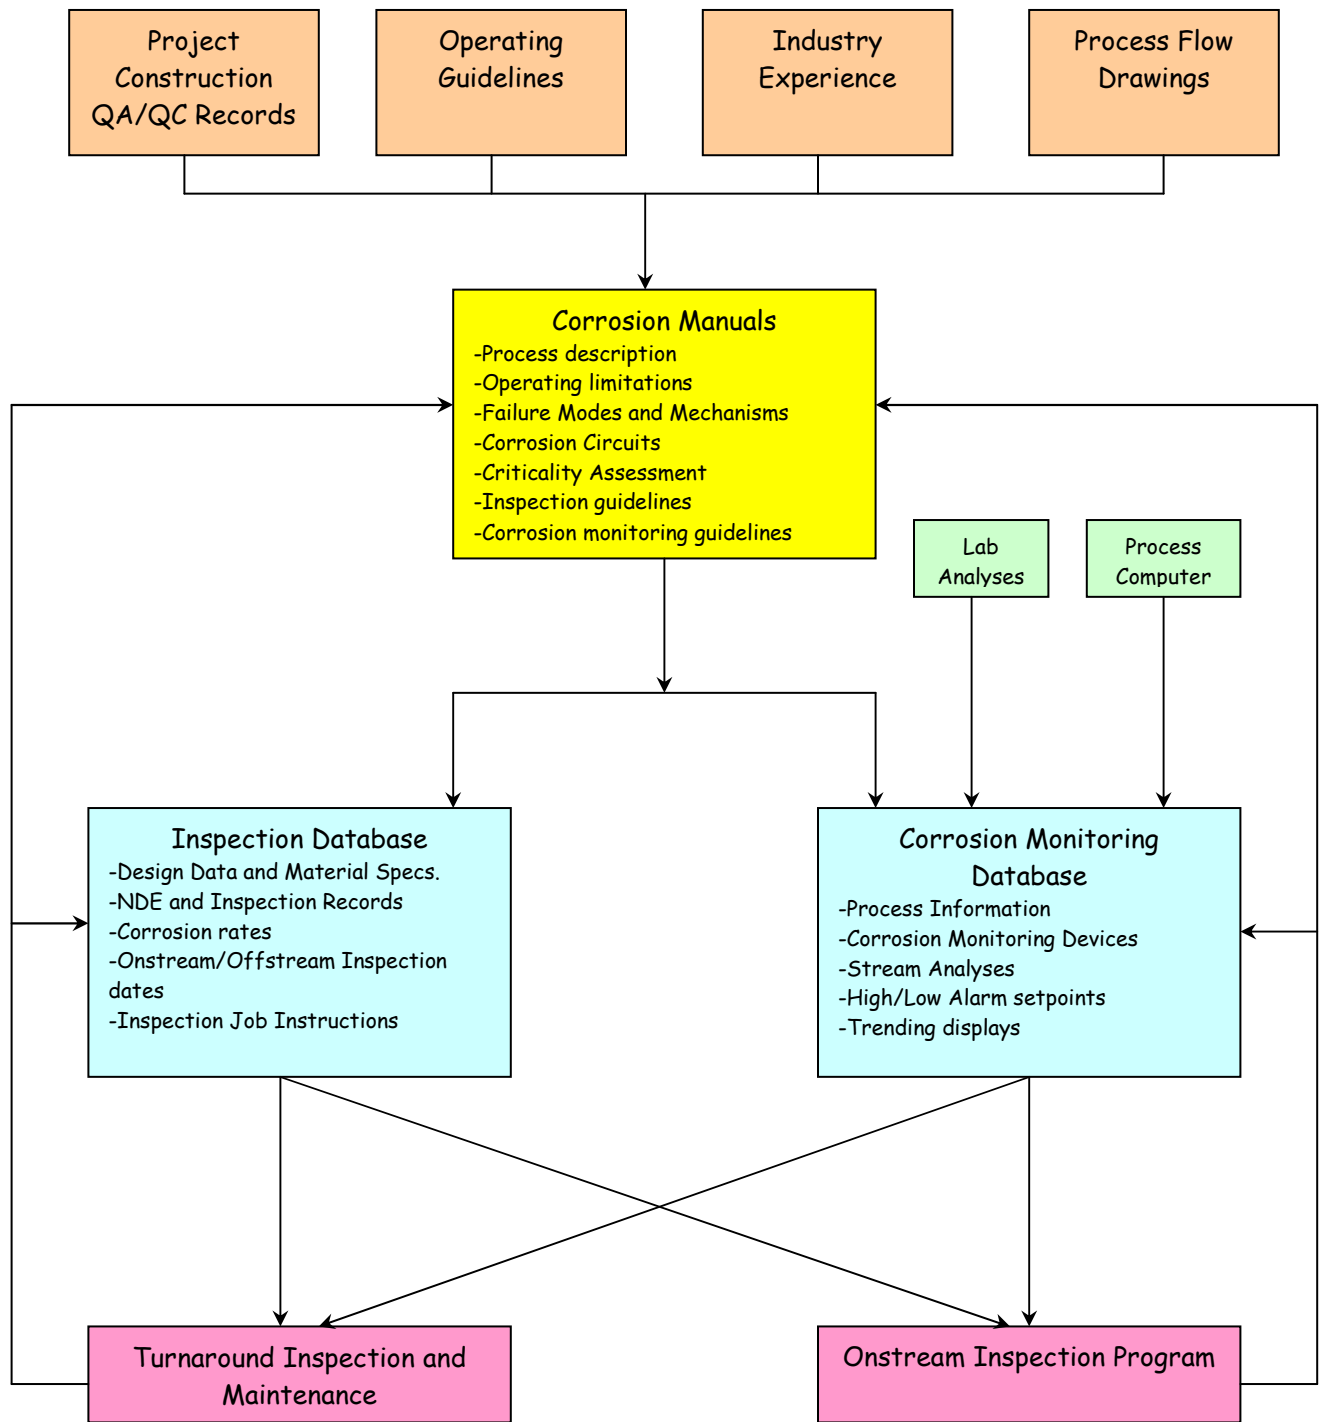 Project
Construction
QA/QC Records
Operating
Guidelines
Industry
Experience
Process Flow
Drawings
Corrosion Manuals
-Process description
-Operating limitations
-Failure Modes and Mechanisms
-Corrosion Circuits
-Criticality Assessment
-Inspection guidelines
-Corrosion monitoring guidelines
Lab
Analyses
Process
Computer
Inspection Database
-Design Data and Material Specs.
-NDE and Inspection Records
-Corrosion rates
-Onstream/Offstream Inspection
dates
-Inspection Job Instructions
Corrosion Monitoring
Database
-Process Information
-Corrosion Monitoring Devices
-Stream Analyses
-High/Low Alarm setpoints
-Trending displays
Turnaround Inspection and
Maintenance
Onstream Inspection Program